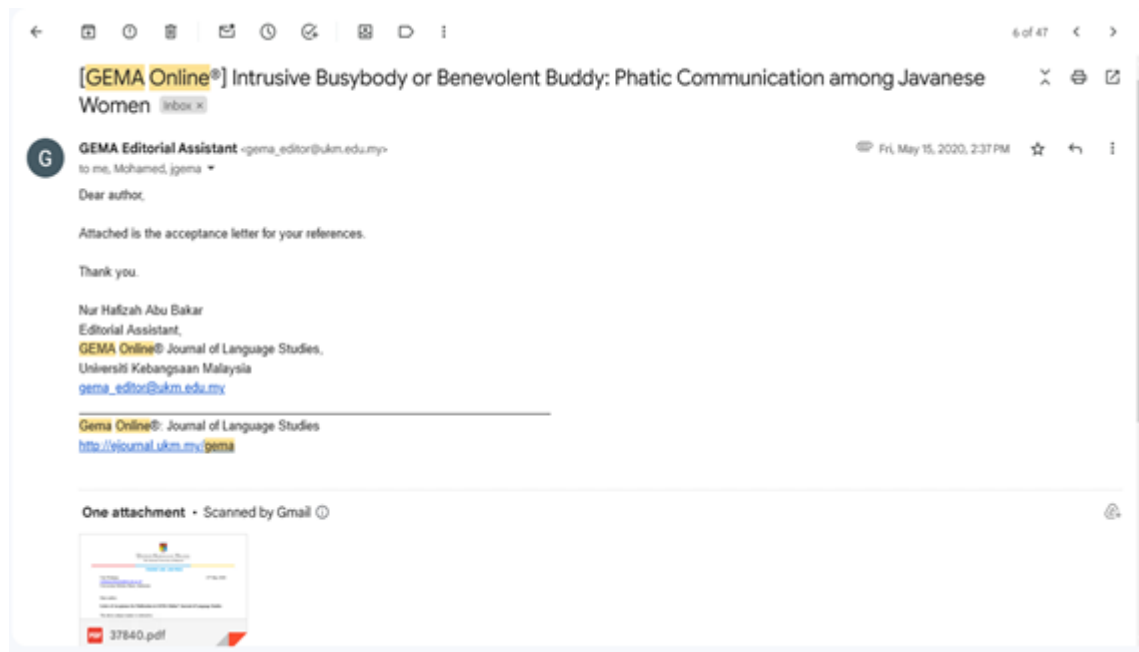 6 of 47
[GEMA Online®] Intrusive Busybody or Benevolent Buddy: Phatic Communication among Javanese
Women Inbox ×
G
GEMA Editorial Assistant <gema_editor@ukm.edu.my>
Fri, May 15, 2020, 2:37 PM
to me, Mohamed, jgema
Dear author,
Attached is the acceptance letter for your references.
Thank you.
Nur Hafizah Abu Bakar
Editorial Assistant,
GEMA Online® Journal of Language Studies,
Universiti Kebangsaan Malaysia
gema_editor@ukm.edu.my
Gema Online®: Journal of Language Studies
http://ejournal.ukm.my/gema
One attachment • Scanned by Gmail
PDF 37840.pdf